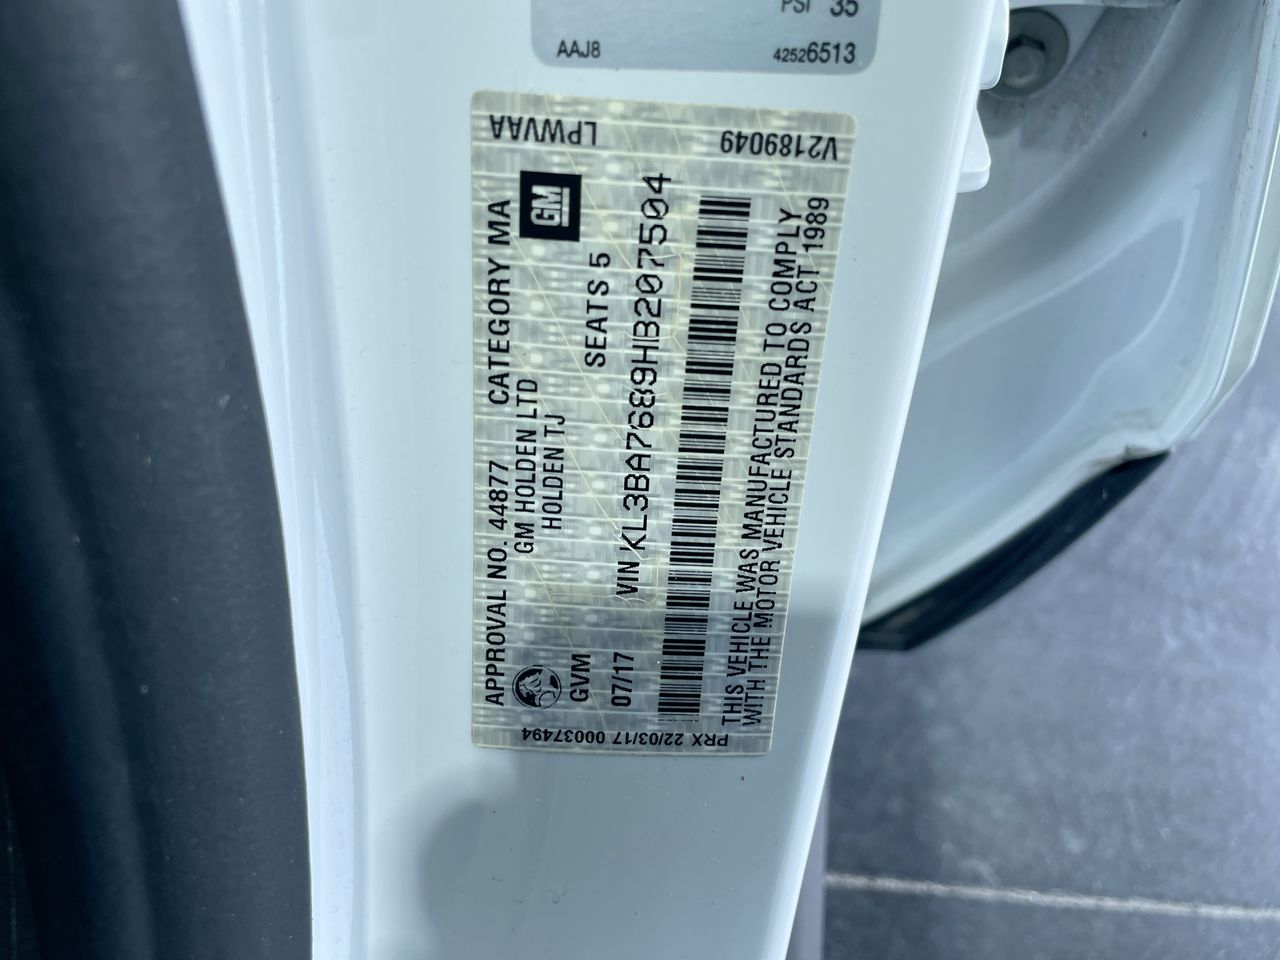 PSI 35
AAJ8 42526513
LPWVAA V2189049
APPROVAL NO. 44877 CATEGORY MA
GM HOLDEN LTD
HOLDEN TJ
GM
GVM SEATS 5
07/17 VIN KL3BA7689HB207504
THIS VEHICLE WAS MANUFACTURED TO COMPLY
WITH THE MOTOR VEHICLE STANDARDS ACT 1989
PRX 22/03/17 00037494